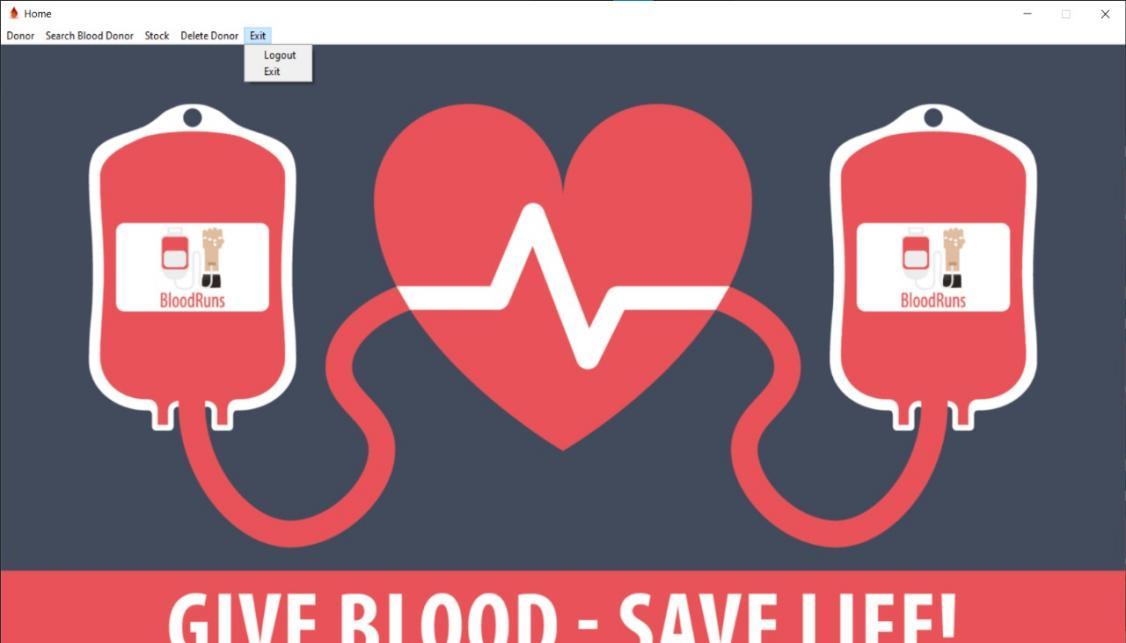 Home
Donor Search Blood Donor Stock Delete Donor Exit
Logout
Exit
BloodRuns
BloodRuns
GIVE BLOOD - SAVE LIFE!